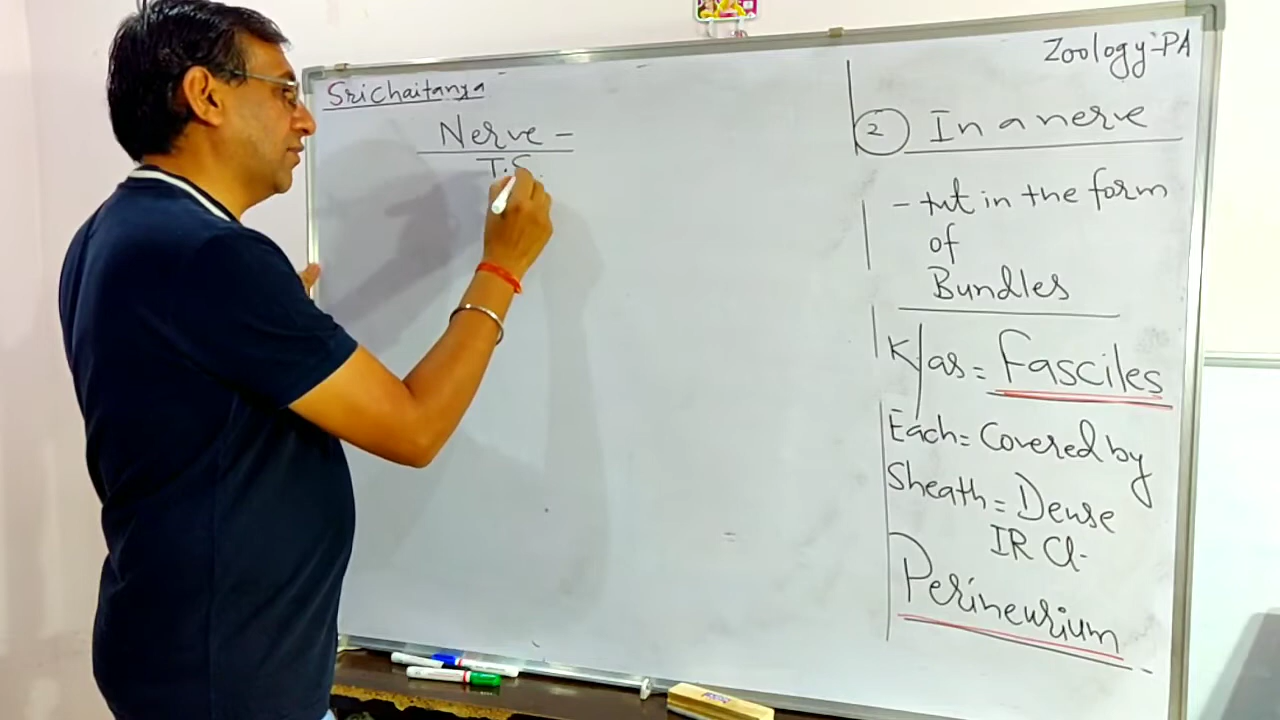 Srichaitanya
Zoology-PA
Nerve -
T.S.
2 In a nerve
- in the form
of
Bundles
K/as = Fasciles
Each = Covered by
Sheath = Dense
IR Ct.
Perineurium